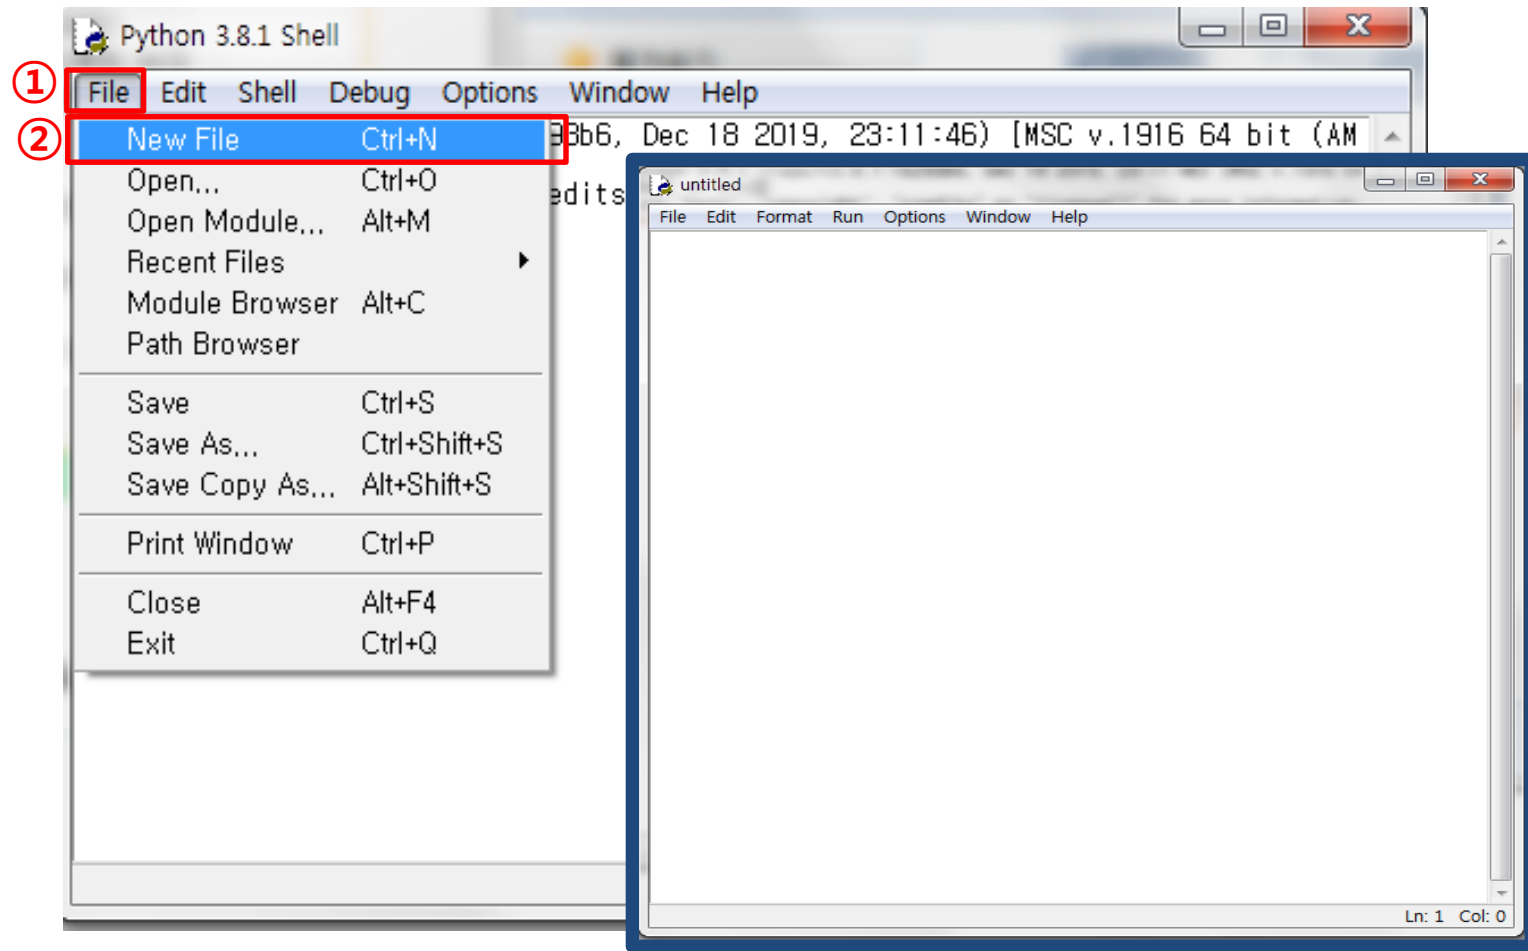 Python 3.8.1 Shell
① File Edit Shell Debug Options Window Help
② New File Ctrl+N
93b6, Dec 18 2019, 23:11:46) [MSC v.1916 64 bit (AM
Open... Ctrl+O
edits
Open Module... Alt+M
Recent Files
Module Browser Alt+C
Path Browser
Save Ctrl+S
Save As... Ctrl+Shift+S
Save Copy As... Alt+Shift+S
Print Window Ctrl+P
Close Alt+F4
Exit Ctrl+Q
untitled
File Edit Format Run Options Window Help
Ln: 1 Col: 0